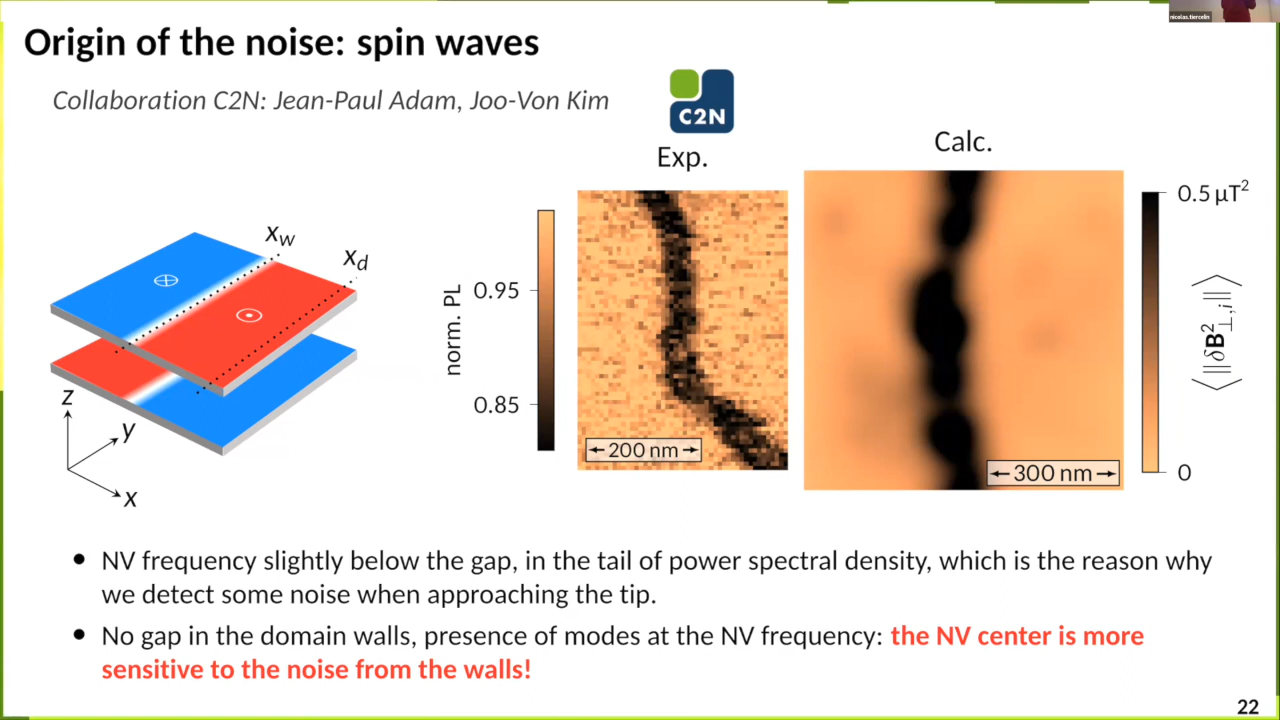 nicolas.tiercelin
Origin of the noise: spin waves
Collaboration C2N: Jean-Paul Adam, Joo-Von Kim
C2N
Exp.
Calc.
x_w
x_d
z
y
x
norm. PL
0.95
0.85
200 nm
300 nm
0.5 µT²
0
⟨||δB²⊥,i||⟩
• NV frequency slightly below the gap, in the tail of power spectral density, which is the reason why
we detect some noise when approaching the tip.
• No gap in the domain walls, presence of modes at the NV frequency: the NV center is more
sensitive to the noise from the walls!
22